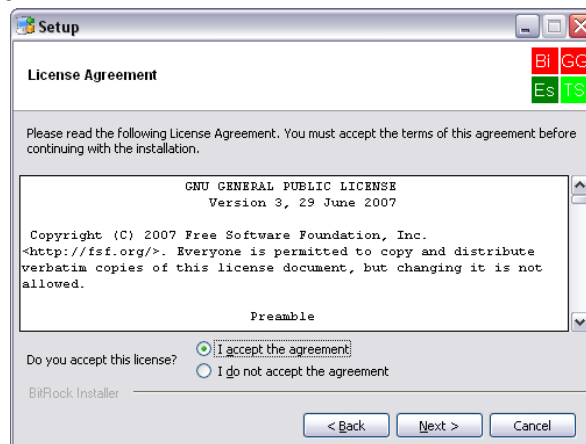 Setup
License Agreement
Bi GG
Es TS
Please read the following License Agreement. You must accept the terms of this agreement before
continuing with the installation.
GNU GENERAL PUBLIC LICENSE
Version 3, 29 June 2007
Copyright (C) 2007 Free Software Foundation, Inc.
<http://fsf.org/>. Everyone is permitted to copy and distribute
verbatim copies of this license document, but changing it is not
allowed.
Preamble
Do you accept this license?
I accept the agreement
I do not accept the agreement
BitRock Installer
< Back
Next >
Cancel